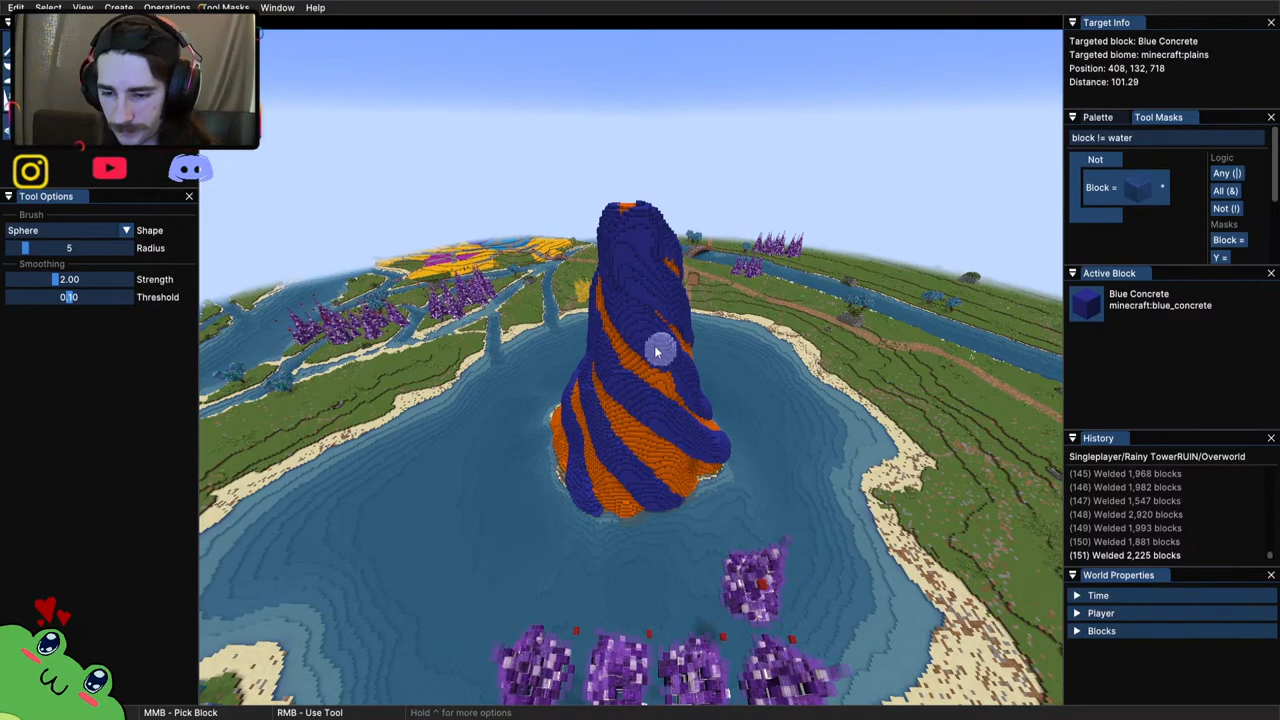 Edit Select View Create Operations Tool Masks Window Help
Tool Options
Brush
Sphere Shape
5 Radius
Smoothing
2.00 Strength
0.10 Threshold
Target Info
Targeted block: Blue Concrete
Targeted biome: minecraft:plains
Position: 408, 132, 718
Distance: 101.29
Palette Tool Masks
block != water
Not
Block =
Logic
Any (|)
All (&)
Not (!)
Masks
Block =
Y =
Active Block
Blue Concrete
minecraft:blue_concrete
History
Singleplayer/Rainy TowerRUIN/Overworld
(145) Welded 1,968 blocks
(146) Welded 1,982 blocks
(147) Welded 1,547 blocks
(148) Welded 2,920 blocks
(149) Welded 1,993 blocks
(150) Welded 1,881 blocks
(151) Welded 2,225 blocks
World Properties
Time
Player
Blocks
MMB - Pick Block RMB - Use Tool Hold ^ for more options